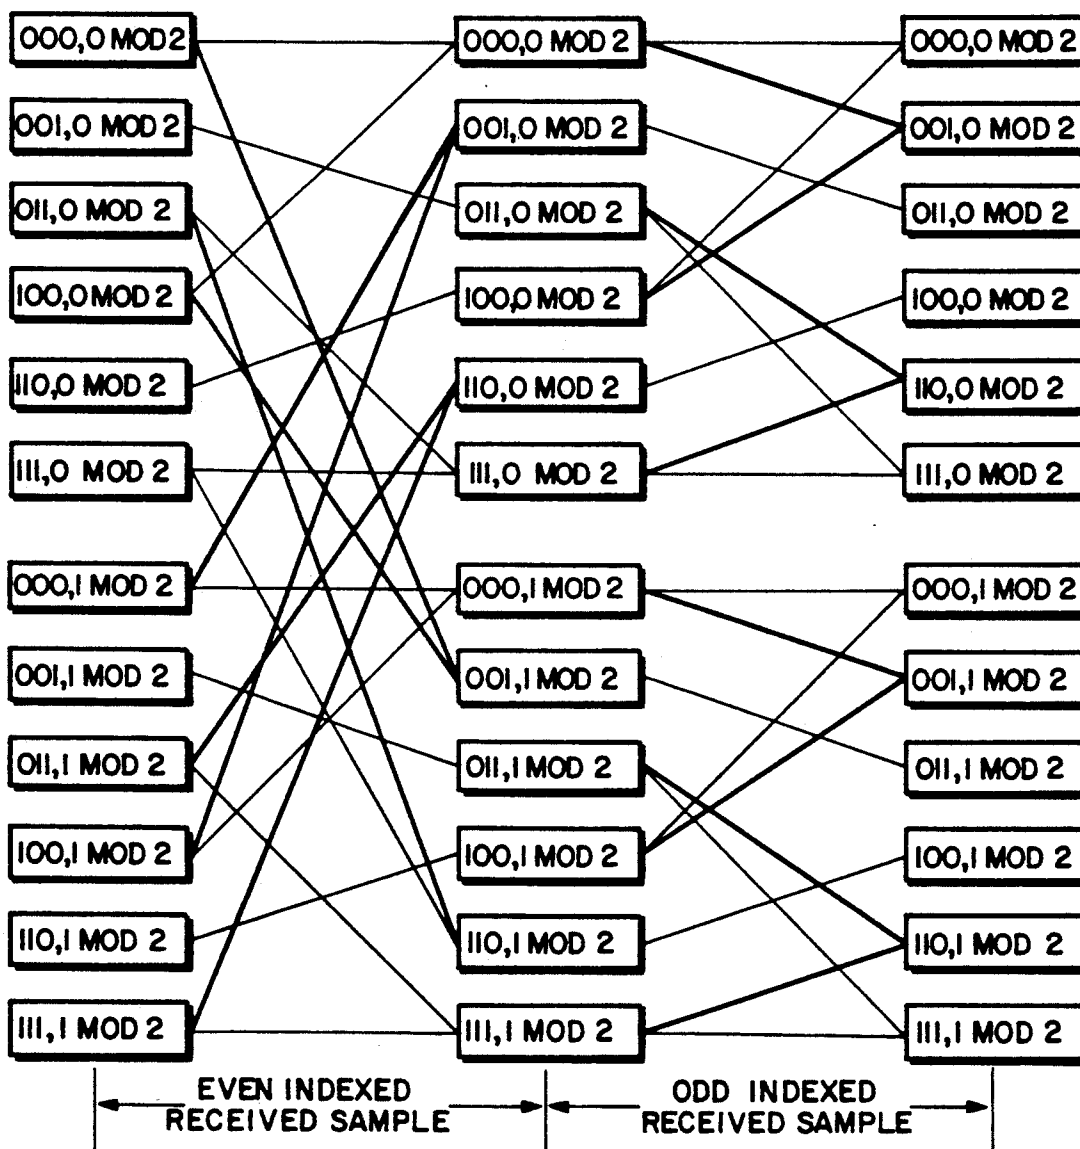 000,0 MOD 2 000,0 MOD 2 000,0 MOD 2
001,0 MOD 2 001,0 MOD 2 001,0 MOD 2
011,0 MOD 2 011,0 MOD 2 011,0 MOD 2
100,0 MOD 2 100,0 MOD 2 100,0 MOD 2
110,0 MOD 2 110,0 MOD 2 110,0 MOD 2
111,0 MOD 2 111,0 MOD 2 111,0 MOD 2
000,1 MOD 2 000,1 MOD 2 000,1 MOD 2
001,1 MOD 2 001,1 MOD 2 001,1 MOD 2
011,1 MOD 2 011,1 MOD 2 011,1 MOD 2
100,1 MOD 2 100,1 MOD 2 100,1 MOD 2
110,1 MOD 2 110,1 MOD 2 110,1 MOD 2
111,1 MOD 2 111,1 MOD 2 111,1 MOD 2
EVEN INDEXED
RECEIVED SAMPLE
ODD INDEXED
RECEIVED SAMPLE